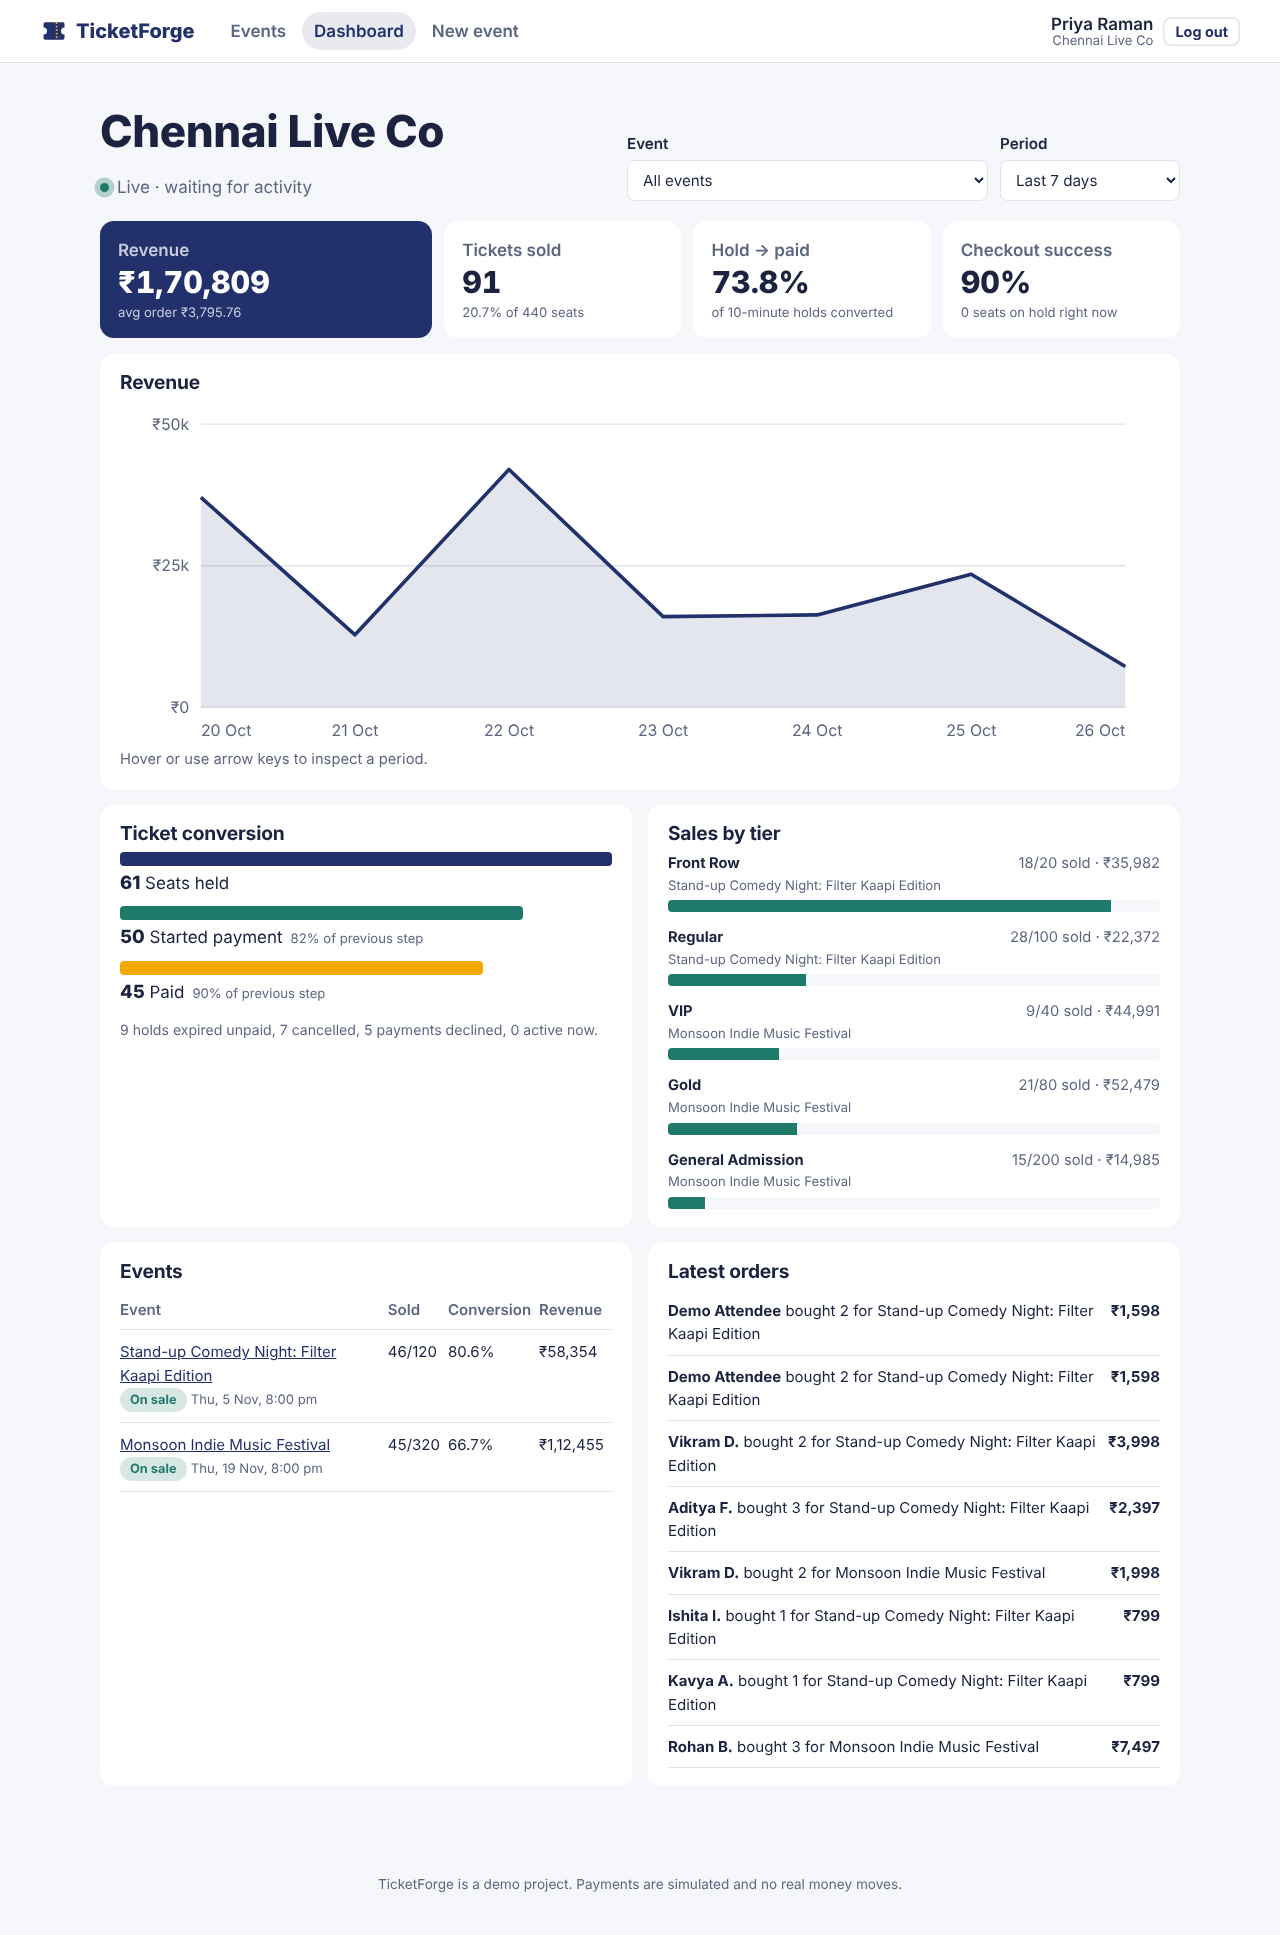 TicketForge
Events
Dashboard
New event
Priya Raman
Chennai Live Co
Log out
Chennai Live Co
Live · waiting for activity
Event
All events
Period
Last 7 days
Revenue
₹1,70,809
avg order ₹3,795.76
Tickets sold
91
20.7% of 440 seats
Hold → paid
73.8%
of 10-minute holds converted
Checkout success
90%
0 seats on hold right now
Revenue
₹50k
₹25k
₹0
20 Oct
21 Oct
22 Oct
23 Oct
24 Oct
25 Oct
26 Oct
Hover or use arrow keys to inspect a period.
Ticket conversion
61 Seats held
50 Started payment 82% of previous step
45 Paid 90% of previous step
9 holds expired unpaid, 7 cancelled, 5 payments declined, 0 active now.
Sales by tier
Front Row 18/20 sold · ₹35,982
Stand-up Comedy Night: Filter Kaapi Edition
Regular 28/100 sold · ₹22,372
Stand-up Comedy Night: Filter Kaapi Edition
VIP 9/40 sold · ₹44,991
Monsoon Indie Music Festival
Gold 21/80 sold · ₹52,479
Monsoon Indie Music Festival
General Admission 15/200 sold · ₹14,985
Monsoon Indie Music Festival
Events
Event Sold Conversion Revenue
Stand-up Comedy Night: Filter 46/120 80.6% ₹58,354
Kaapi Edition
On sale Thu, 5 Nov, 8:00 pm
Monsoon Indie Music Festival 45/320 66.7% ₹1,12,455
On sale Thu, 19 Nov, 8:00 pm
Latest orders
Demo Attendee bought 2 for Stand-up Comedy Night: Filter ₹1,598
Kaapi Edition
Demo Attendee bought 2 for Stand-up Comedy Night: Filter ₹1,598
Kaapi Edition
Vikram D. bought 2 for Stand-up Comedy Night: Filter Kaapi ₹3,998
Edition
Aditya F. bought 3 for Stand-up Comedy Night: Filter Kaapi ₹2,397
Edition
Vikram D. bought 2 for Monsoon Indie Music Festival ₹1,998
Ishita I. bought 1 for Stand-up Comedy Night: Filter Kaapi ₹799
Edition
Kavya A. bought 1 for Stand-up Comedy Night: Filter Kaapi ₹799
Edition
Rohan B. bought 3 for Monsoon Indie Music Festival ₹7,497
TicketForge is a demo project. Payments are simulated and no real money moves.